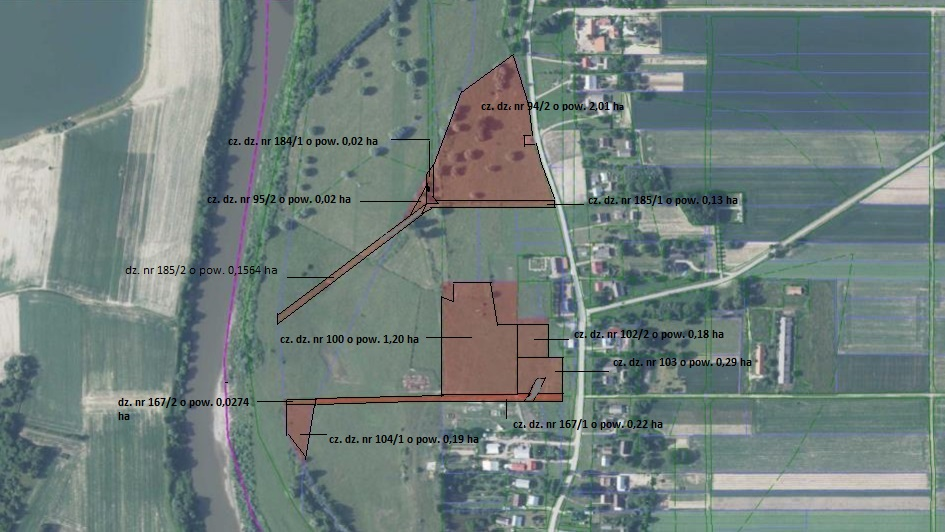 cz. dz. nr 94/2 o pow. 2,01 ha
cz. dz. nr 184/1 o pow. 0,02 ha
cz. dz. nr 95/2 o pow. 0,02 ha
cz. dz. nr 185/1 o pow. 0,13 ha
dz. nr 185/2 o pow. 0,1564 ha
cz. dz. nr 102/2 o pow. 0,18 ha
cz. dz. nr 100 o pow. 1,20 ha
cz. dz. nr 103 o pow. 0,29 ha
dz. nr 167/2 o pow. 0,0274
ha
cz. dz. nr 167/1 o pow. 0,22 ha
cz. dz. nr 104/1 o pow. 0,19 ha